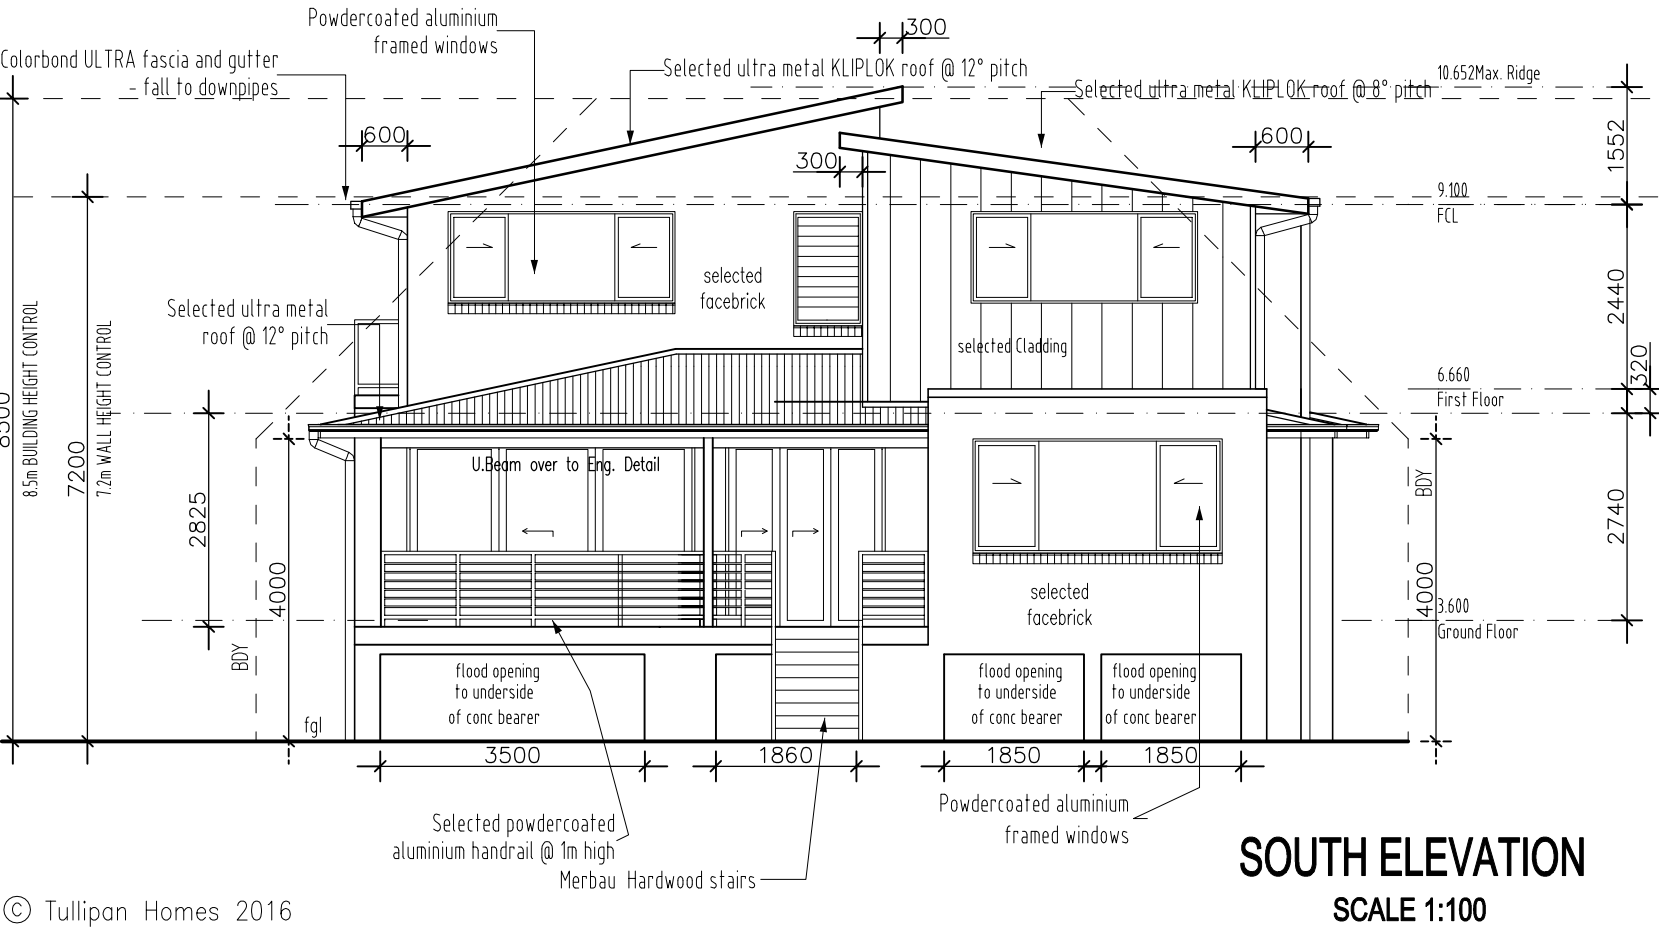 Powdercoated aluminium
framed windows
300
Colorbond ULTRA fascia and gutter
- fall to downpipes
Selected ultra metal KLIPLOK roof @ 12° pitch
Selected ultra metal KLIPLOK roof @ 8° pitch
10.652Max. Ridge
600
300
600
1552
9.100
FCL
selected
facebrick
2440
Selected ultra metal
roof @ 12° pitch
selected Cladding
320
6.660
First Floor
8500
8.5m BUILDING HEIGHT CONTROL
7200
7.2m WALL HEIGHT CONTROL
2825
U.Beam over to Eng. Detail
BDY
2740
4000
4000
selected
facebrick
3.600
Ground Floor
BDY
fgl
flood opening
to underside
of conc bearer
flood opening
to underside
of conc bearer
flood opening
to underside
of conc bearer
3500
1860
1850
1850
Selected powdercoated
aluminium handrail @ 1m high
Merbau Hardwood stairs
Powdercoated aluminium
framed windows
SOUTH ELEVATION
SCALE 1:100
© Tullipan Homes 2016